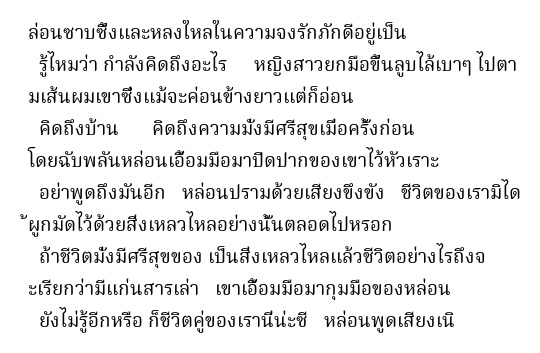 ล่อนซาบซึ้งและหลงใหลในความจงรักภักดีอยู่เป็น
รู้ไหมว่า กำลังคิดถึงอะไร หญิงสาวยกมือขึ้นลูบไล้เบาๆ ไปตา
มเส้นผมเขาซึ่งแม้จะค่อนข้างยาวแต่ก็อ่อน
คิดถึงบ้าน คิดถึงความมั่งมีศรีสุขเมื่อครั้งก่อน
โดยฉับพลันหล่อนเอื้อมมือมาปิดปากของเขาไว้หัวเราะ
อย่าพูดถึงมันอีก หล่อนปรามด้วยเสียงขึงขัง ชีวิตของเรามิได
้ผูกมัดไว้ด้วยสิ่งเหลวไหลอย่างนั้นตลอดไปหรอก
ถ้าชีวิตมั่งมีศรีสุขของ เป็นสิ่งเหลวไหลแล้วชีวิตอย่างไรถึงจ
ะเรียกว่ามีแก่นสารเล่า เขาเอื้อมมือมากุมมือของหล่อน
ยังไม่รู้อีกหรือ ก็ชีวิตคู่ของเรานี่น่ะซี หล่อนพูดเสียงเนิ